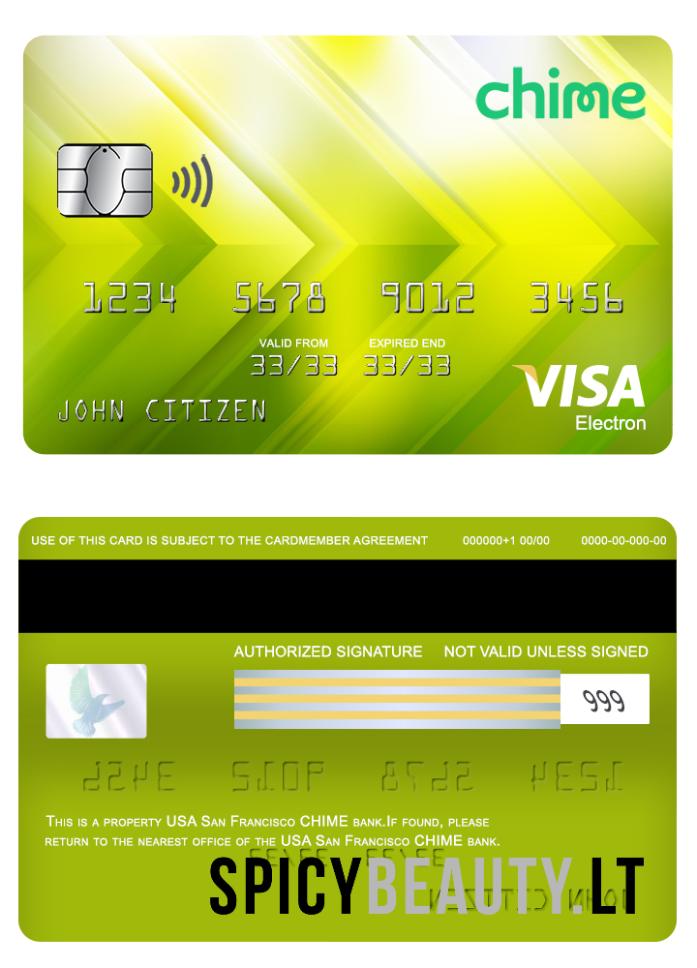 chime
1234 5678 9012 3456
VALID FROM EXPIRED END
33/33 33/33
JOHN CITIZEN
VISA
Electron
USE OF THIS CARD IS SUBJECT TO THE CARDMEMBER AGREEMENT 000000+1 00/00 0000-00-000-00
AUTHORIZED SIGNATURE NOT VALID UNLESS SIGNED
999
THIS IS A PROPERTY USA SAN FRANCISCO CHIME BANK.IF FOUND, PLEASE
RETURN TO THE NEAREST OFFICE OF THE USA SAN FRANCISCO CHIME BANK.
SPICYBEAUTY.LT